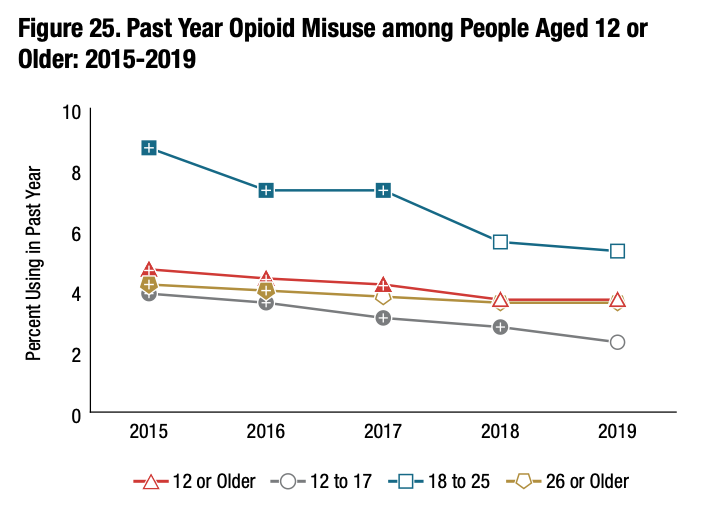 Figure 25. Past Year Opioid Misuse among People Aged 12 or
Older: 2015-2019
Percent Using in Past Year
10
8
6
4
2
0
2015 2016 2017 2018 2019
12 or Older 12 to 17 18 to 25 26 or Older